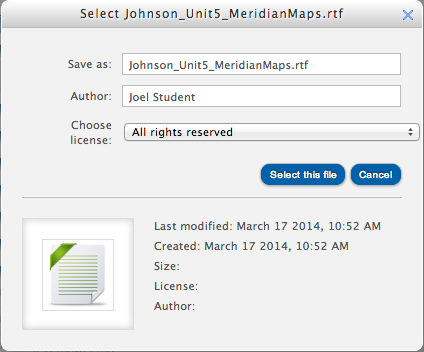 Select Johnson_Unit5_MeridianMaps.rtf
Save as: Johnson_Unit5_MeridianMaps.rtf
Author: Joel Student
Choose license: All rights reserved
Select this file Cancel
Last modified: March 17 2014, 10:52 AM
Created: March 17 2014, 10:52 AM
Size:
License:
Author: